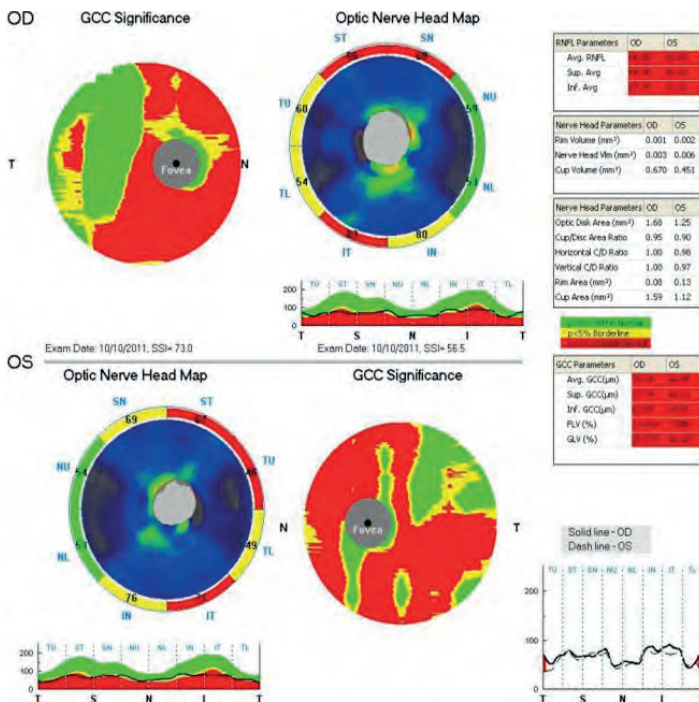 OD
GCC Significance
Optic Nerve Head Map
ST
SN
TU
NU
TL
NL
IT
IN
60
59
54
80
T
Fovea
N
TU ST SN NU NL IN IT TL
200
100
0
T S N I T
Exam Date: 10/10/2011, SSI= 73.0
Exam Date: 10/10/2011, SSI= 56.5
RNFL Parameters OD OS
Avg. RNFL
Sup. Avg
Inf. Avg
Nerve Head Parameters OD OS
Rim Volume (mm³) 0.001 0.002
Nerve Head Vlm (mm³) 0.003 0.006
Cup Volume (mm³) 0.670 0.451
Nerve Head Parameters OD OS
Optic Disk Area (mm²) 1.68 1.25
Cup/Disc Area Ratio 0.95 0.90
Horizontal C/D Ratio 1.00 0.98
Vertical C/D Ratio 1.00 0.97
Rim Area (mm²) 0.08 0.13
Cup Area (mm²) 1.59 1.12
p<5% Borderline
GCC Parameters OD OS
Avg. GCC(μm)
Sup. GCC(μm)
Inf. GCC(μm)
FLV (%)
GLV (%)
OS
Optic Nerve Head Map
GCC Significance
SN
ST
NU
TU
NL
TL
IN
IT
69
67
54
49
76
N
Fovea
T
TU ST SN NU NL IN IT TL
200
100
0
T S N I T
Solid line - OD
Dash line - OS
TU ST SN NU NL IN IT TL
200
100
0
T S N I T